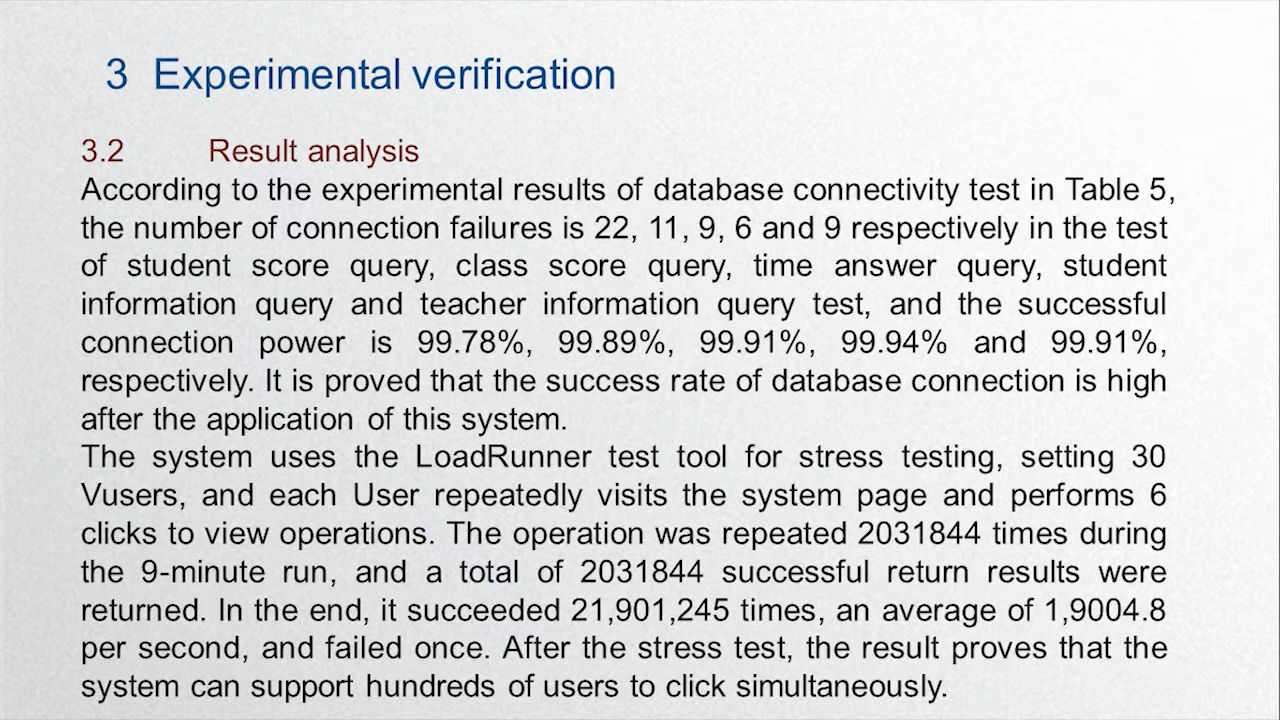 3 Experimental verification
3.2 Result analysis
According to the experimental results of database connectivity test in Table 5,
the number of connection failures is 22, 11, 9, 6 and 9 respectively in the test
of student score query, class score query, time answer query, student
information query and teacher information query test, and the successful
connection power is 99.78%, 99.89%, 99.91%, 99.94% and 99.91%,
respectively. It is proved that the success rate of database connection is high
after the application of this system.
The system uses the LoadRunner test tool for stress testing, setting 30
Vusers, and each User repeatedly visits the system page and performs 6
clicks to view operations. The operation was repeated 2031844 times during
the 9-minute run, and a total of 2031844 successful return results were
returned. In the end, it succeeded 21,901,245 times, an average of 1,9004.8
per second, and failed once. After the stress test, the result proves that the
system can support hundreds of users to click simultaneously.